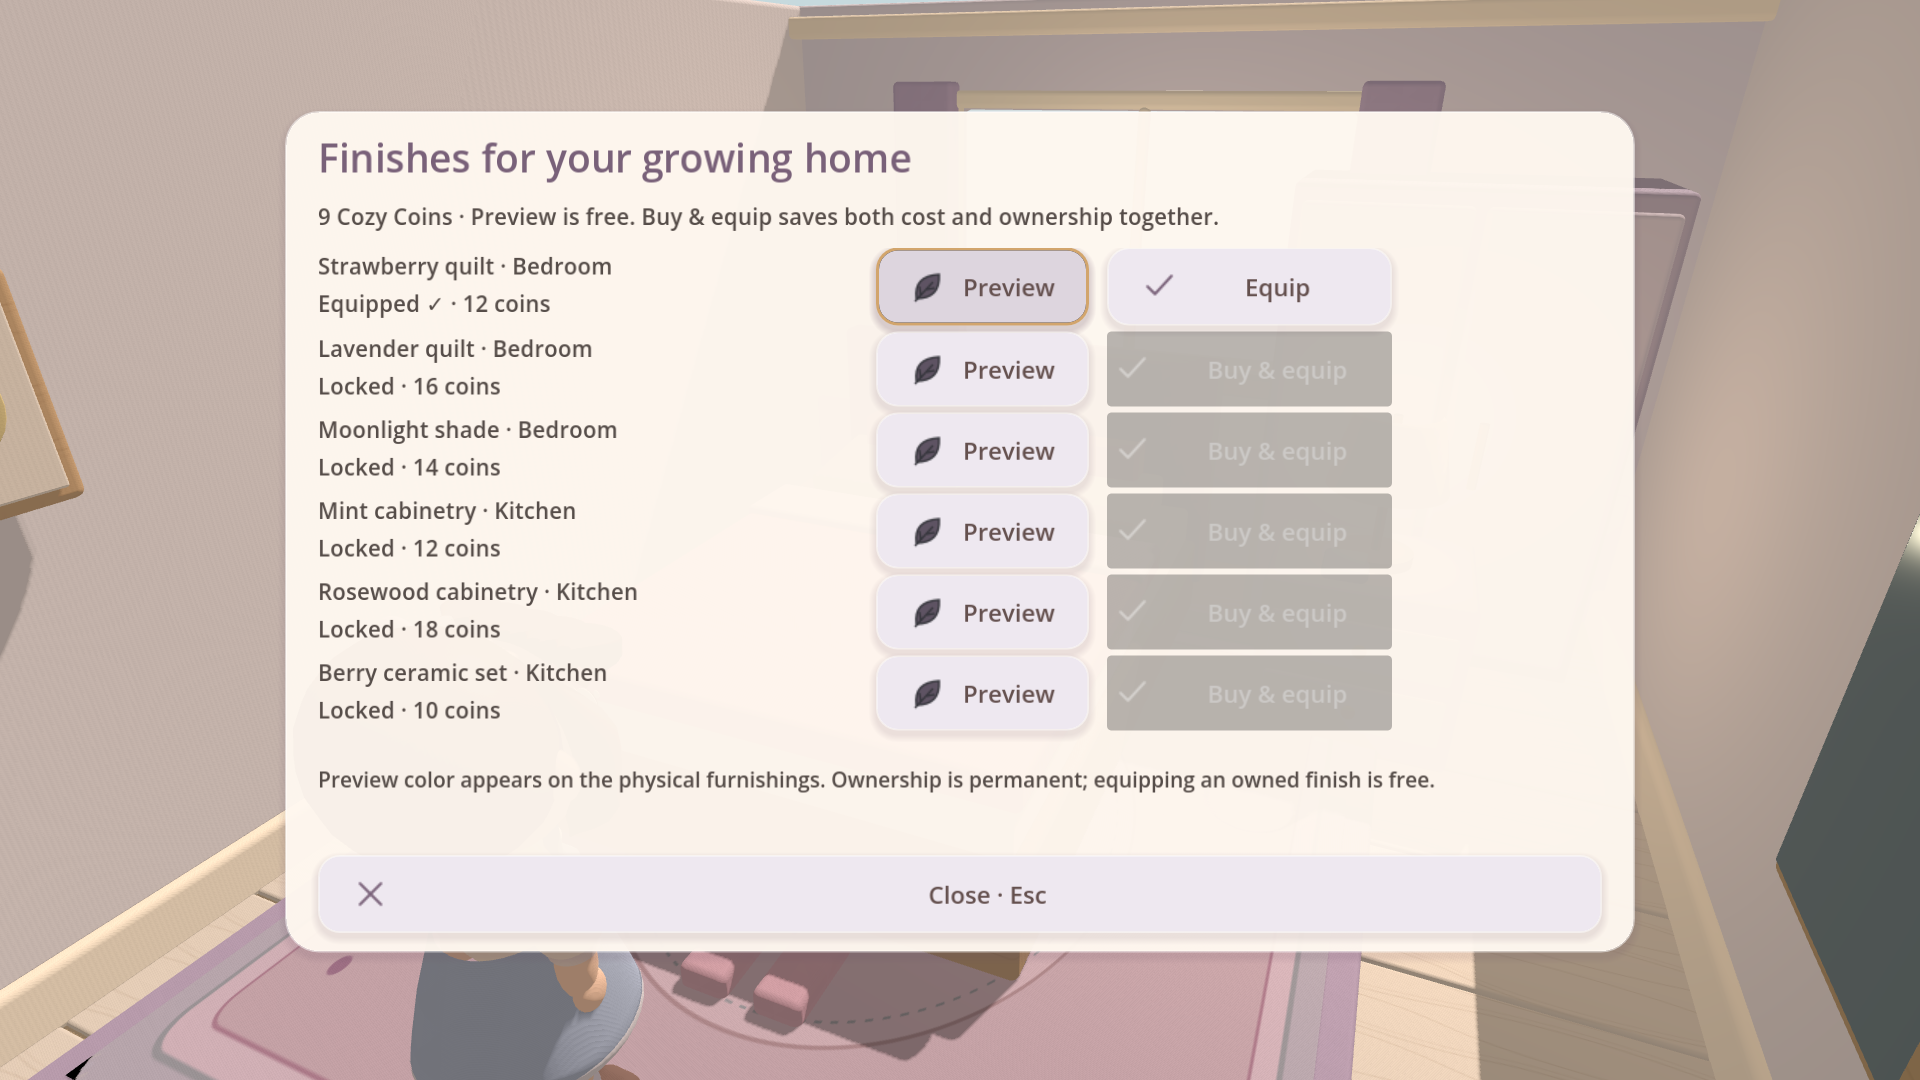 Finishes for your growing home
9 Cozy Coins · Preview is free. Buy & equip saves both cost and ownership together.
Strawberry quilt · Bedroom
Equipped ✓ · 12 coins
Preview
Equip
Lavender quilt · Bedroom
Locked · 16 coins
Preview
Buy & equip
Moonlight shade · Bedroom
Locked · 14 coins
Preview
Buy & equip
Mint cabinetry · Kitchen
Locked · 12 coins
Preview
Buy & equip
Rosewood cabinetry · Kitchen
Locked · 18 coins
Preview
Buy & equip
Berry ceramic set · Kitchen
Locked · 10 coins
Preview
Buy & equip
Preview color appears on the physical furnishings. Ownership is permanent; equipping an owned finish is free.
Close · Esc